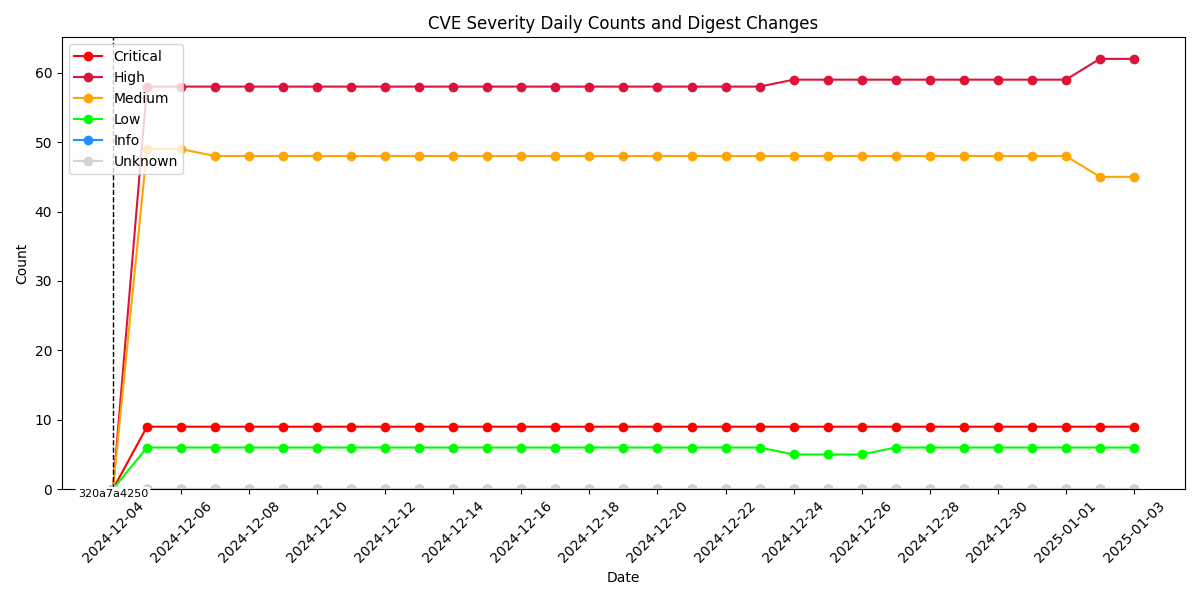 CVE Severity Daily Counts and Digest Changes
Critical
High
Medium
Low
Info
Unknown
60
50
40
30
20
10
0
Count
320a7a4250
2024-12-04
2024-12-06
2024-12-08
2024-12-10
2024-12-12
2024-12-14
2024-12-16
2024-12-18
2024-12-20
2024-12-22
2024-12-24
2024-12-26
2024-12-28
2024-12-30
2025-01-01
2025-01-03
Date